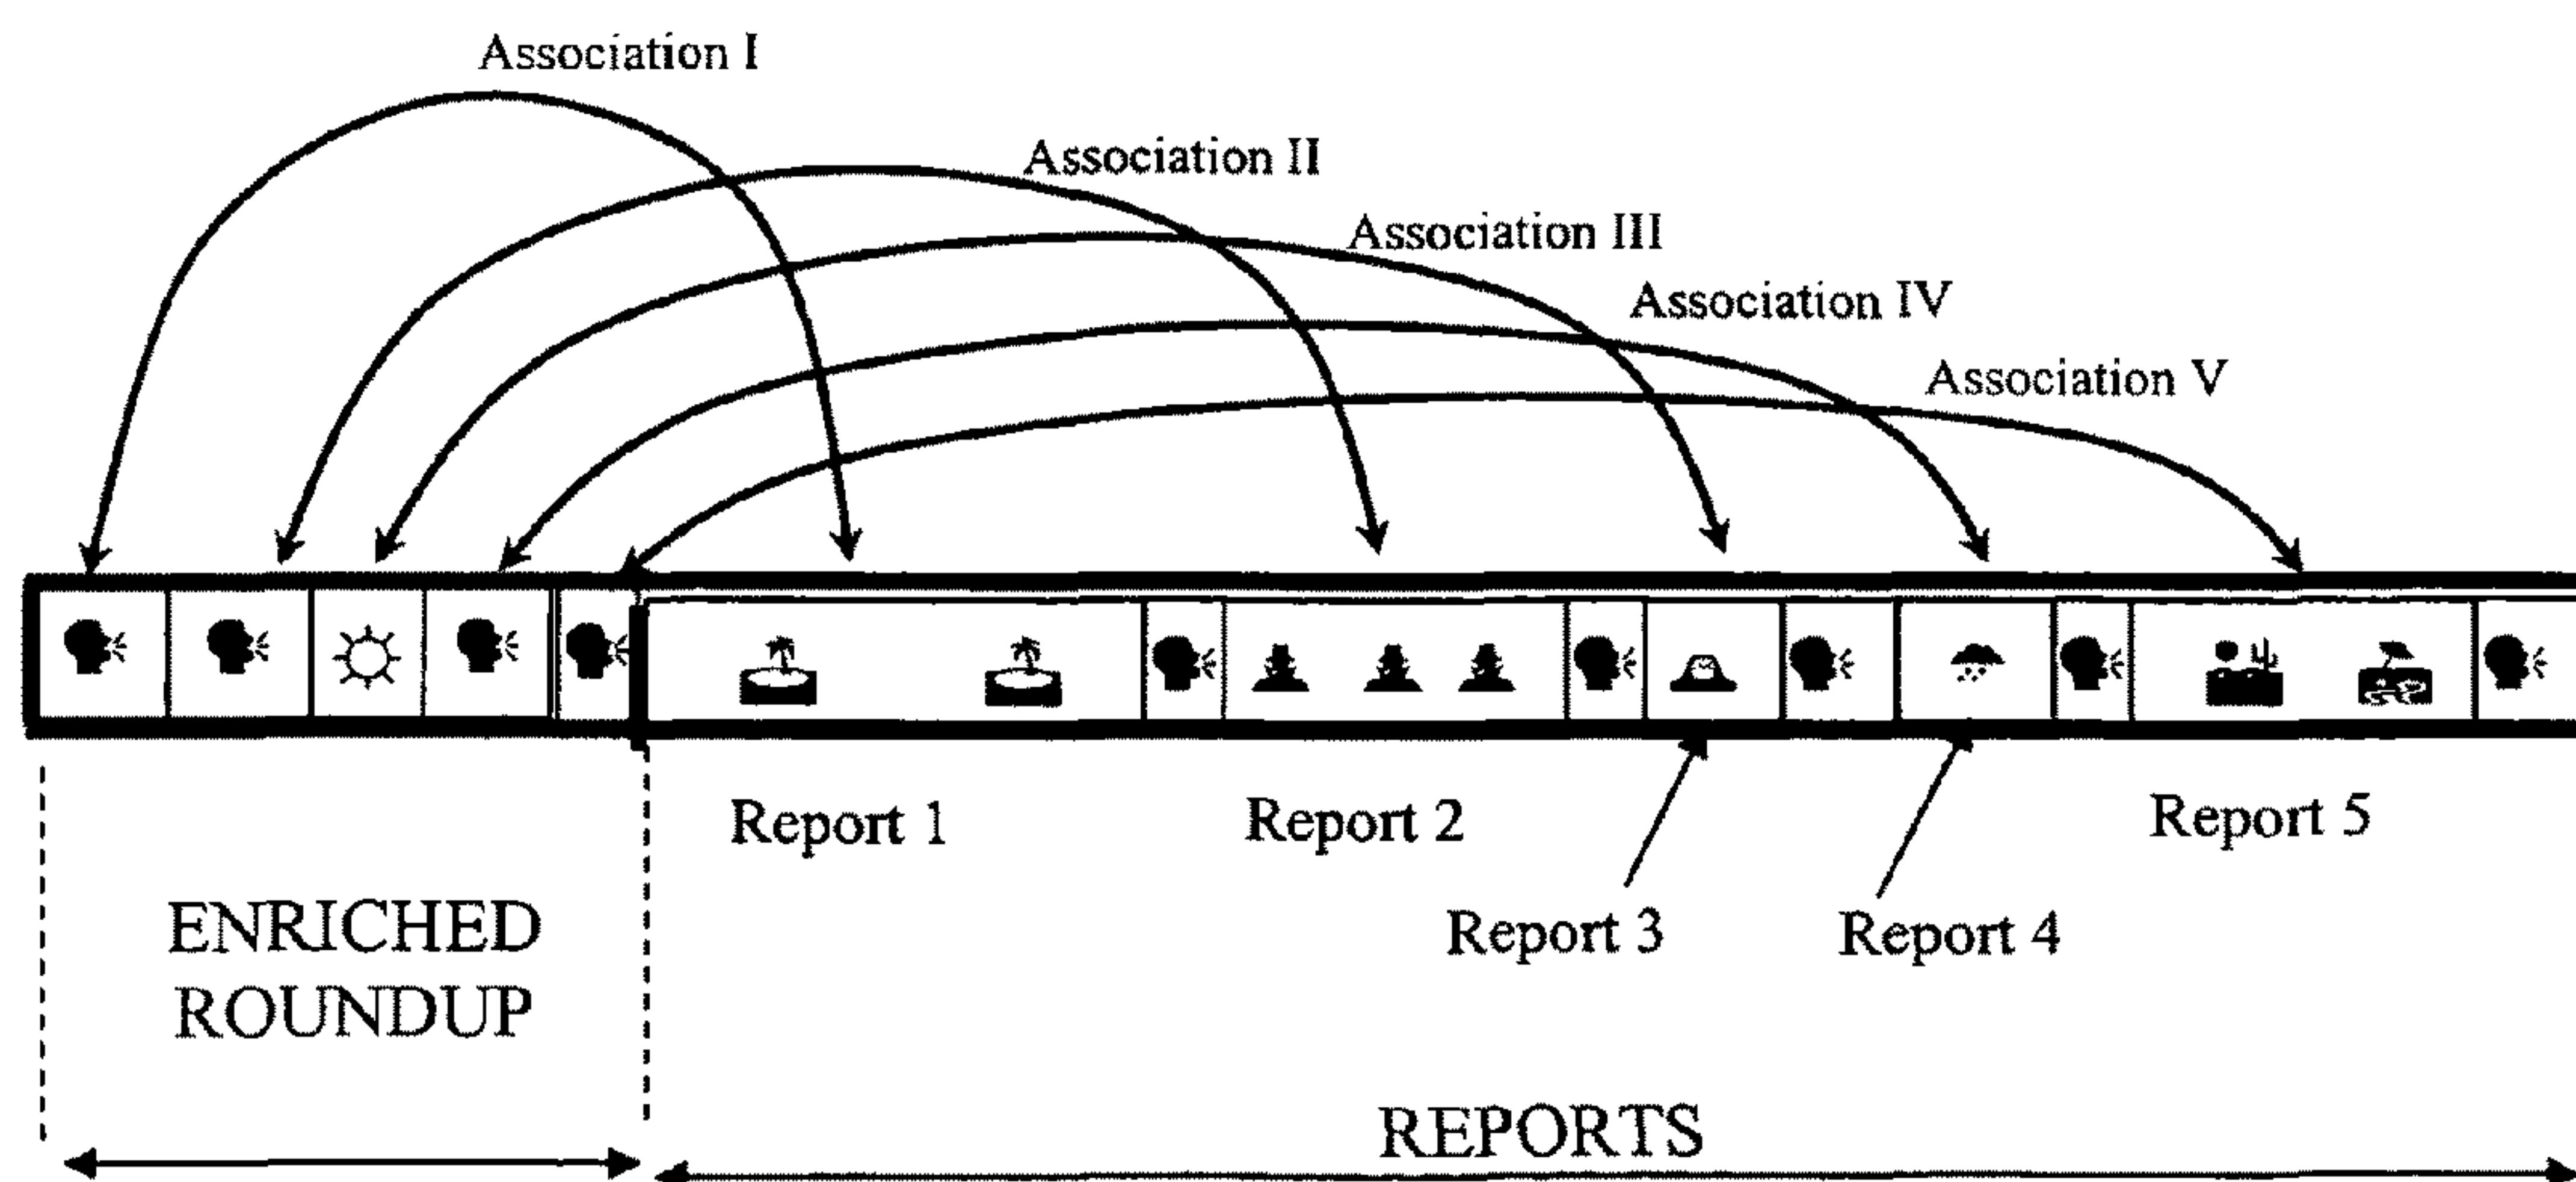 Association I
Association II
Association III
Association IV
Association V
Report 1
Report 2
Report 5
Report 3
Report 4
ENRICHED
ROUNDUP
REPORTS